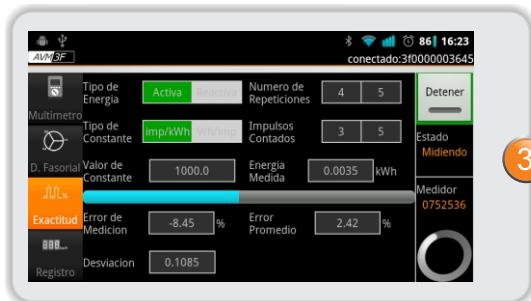 86 16:23
AVM3F
conectado:3f0000003645
Multimetro
D. Fasorial
Exactitud
Registro
Tipo de Energia Activa Reactiva Numero de Repeticiones 4 5
Tipo de Constante imp/kWh Wh/imp Impulsos Contados 3 5
Valor de Constante 1000.0 Energia Medida 0.0035 kWh
Error de Medicion -8.45 % Error Promedio 2.42 %
Desviacion 0.1085
Detener
Estado
Midiendo
Medidor
0752536
3